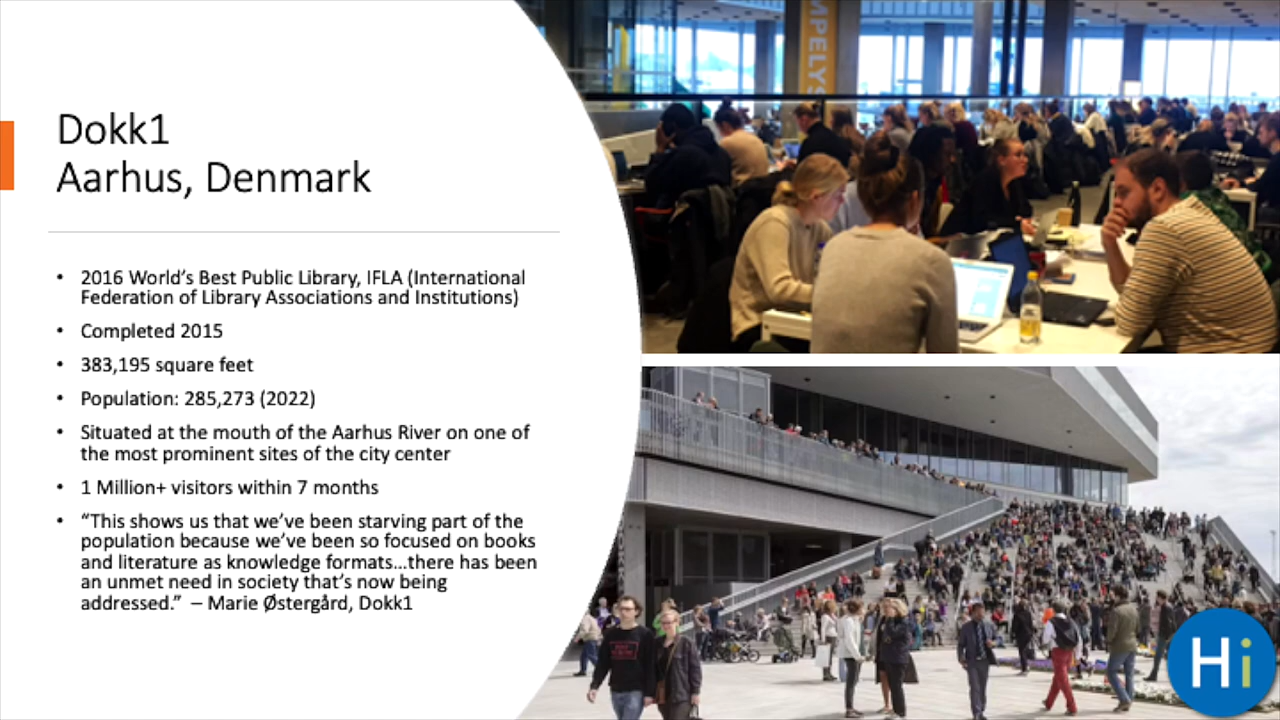 Dokk1
Aarhus, Denmark
• 2016 World's Best Public Library, IFLA (International
Federation of Library Associations and Institutions)
• Completed 2015
• 383,195 square feet
• Population: 285,273 (2022)
• Situated at the mouth of the Aarhus River on one of
the most prominent sites of the city center
• 1 Million+ visitors within 7 months
• “This shows us that we've been starving part of the
population because we've been so focused on books
and literature as knowledge formats…there has been
an unmet need in society that's now being
addressed.” – Marie Østergård, Dokk1
MPELYS
Hi